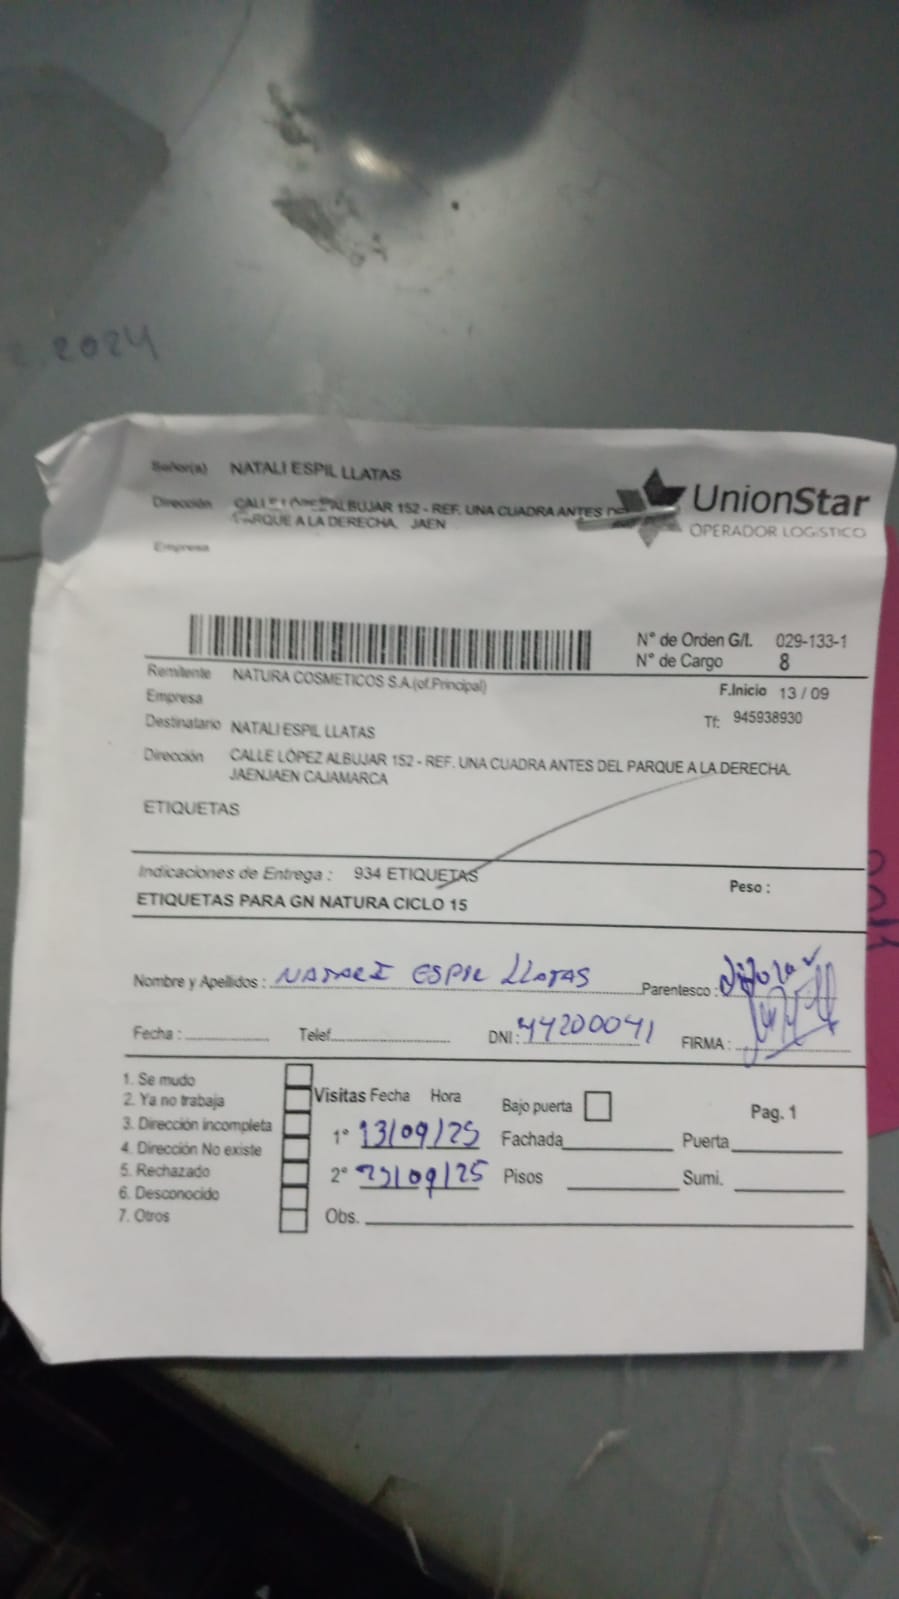 2.2024
Señor(a) NATALI ESPIL LLATAS
Dirección CALLE LÓPEZ ALBUJAR 152 - REF. UNA CUADRA ANTES DEL
PARQUE A LA DERECHA, JAEN
Empresa
UnionStar
OPERADOR LOGÍSTICO
N° de Orden G/I. 029-133-1
N° de Cargo 8
Remitente NATURA COSMETICOS S.A.(of.Principal)
F.Inicio 13 / 09
Empresa
Tf: 945938930
Destinatario NATALI ESPIL LLATAS
Dirección CALLE LÓPEZ ALBUJAR 152 - REF. UNA CUADRA ANTES DEL PARQUE A LA DERECHA.
JAENJAEN CAJAMARCA
ETIQUETAS
Indicaciones de Entrega : 934 ETIQUETAS
Peso :
ETIQUETAS PARA GN NATURA CICLO 15
Nombre y Apellidos : NATALI ESPIL LLATAS Parentesco :
Fecha : Telef. DNI : 44200041 FIRMA :
1. Se mudo
2. Ya no trabaja
3. Dirección incompleta
4. Dirección No existe
5. Rechazado
6. Desconocido
7. Otros
Visitas Fecha Hora Bajo puerta Pag. 1
1° 13/09/25 Fachada Puerta
2° /09/25 Pisos Sumi.
Obs.